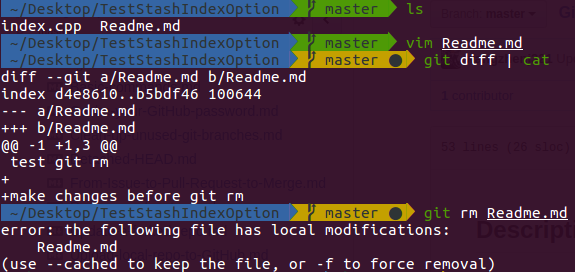 ~/Desktop/TestStashIndexOption master ls
index.cpp Readme.md
~/Desktop/TestStashIndexOption master vim Readme.md
~/Desktop/TestStashIndexOption master ● git diff | cat
diff --git a/Readme.md b/Readme.md
index d4e8610..b5bdf46 100644
--- a/Readme.md
+++ b/Readme.md
@@ -1 +1,3 @@
 test git rm
+
+make changes before git rm
~/Desktop/TestStashIndexOption master ● git rm Readme.md
error: the following file has local modifications:
    Readme.md
(use --cached to keep the file, or -f to force removal)